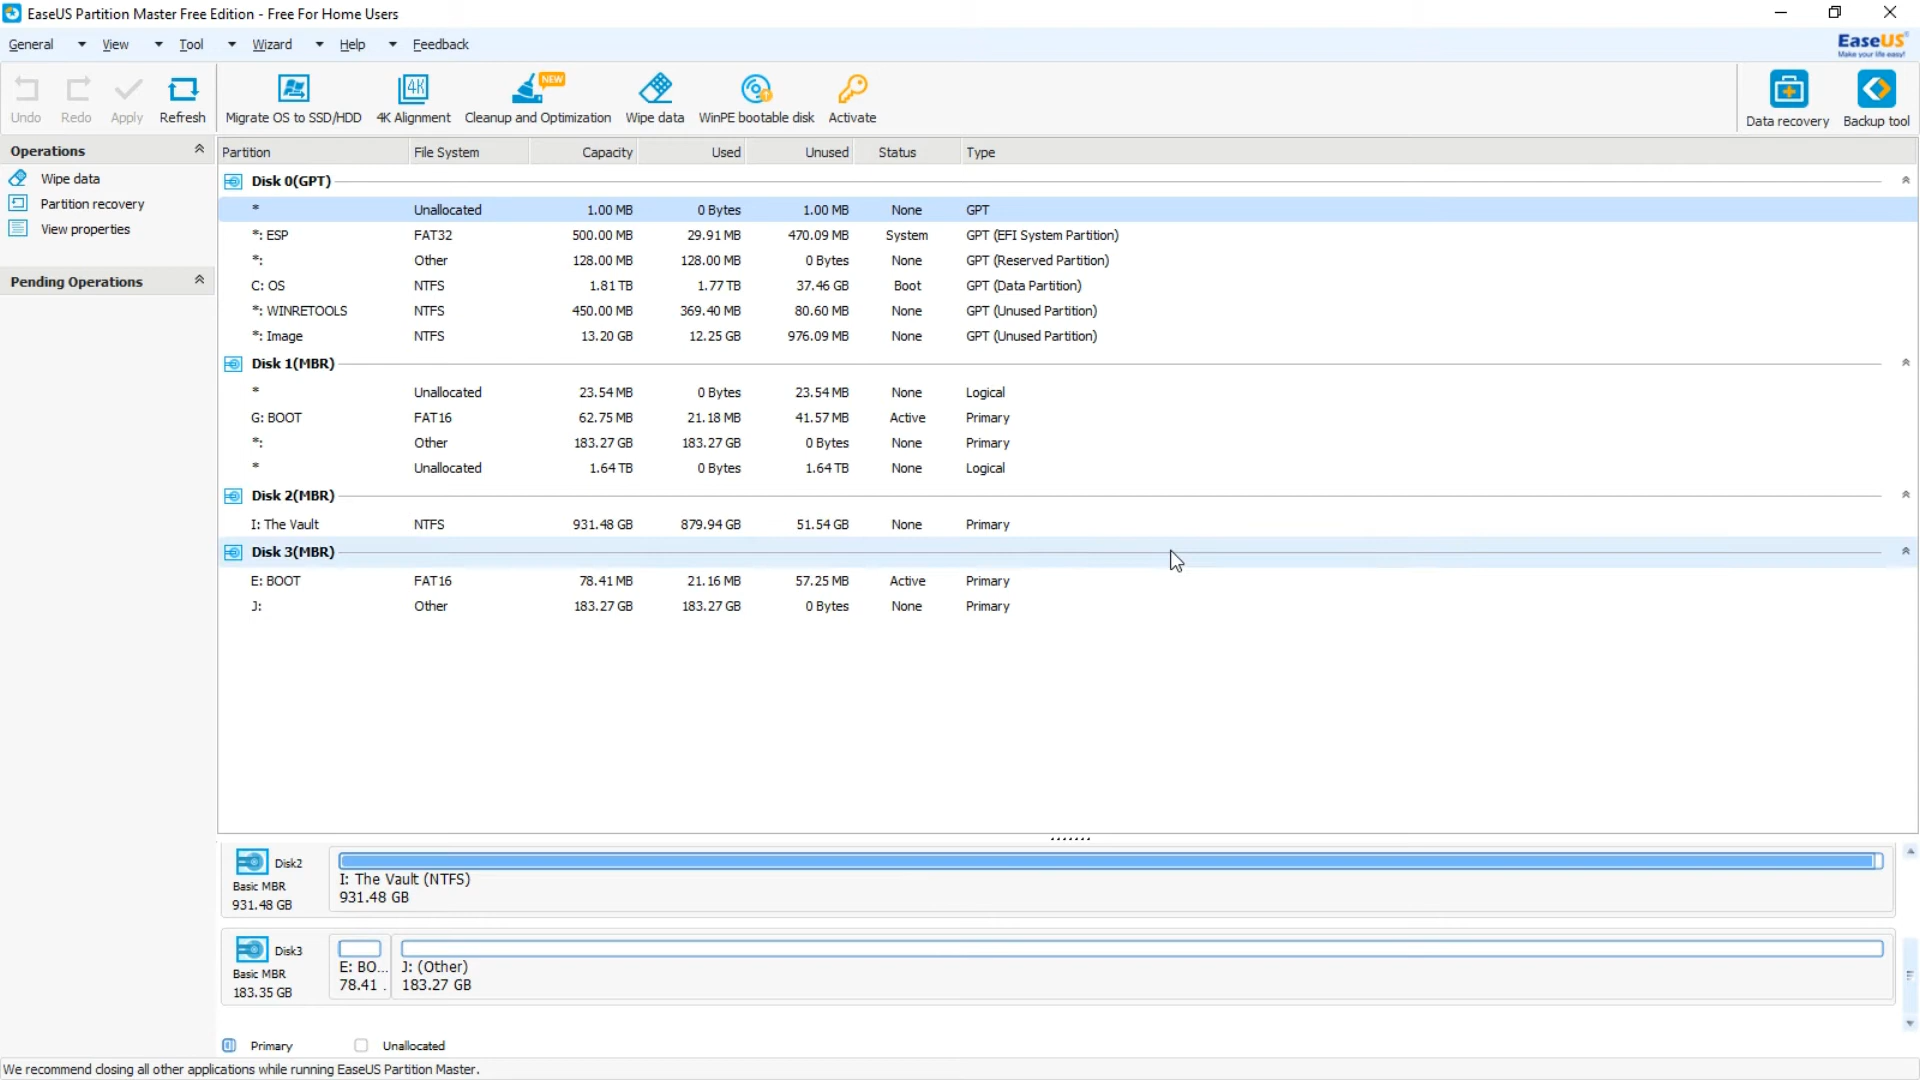 EaseUS Partition Master Free Edition - Free For Home Users
General View Tool Wizard Help Feedback
EaseUS
Make your life easy!
Undo Redo Apply Refresh Migrate OS to SSD/HDD 4K Alignment NEW Cleanup and Optimization Wipe data WinPE bootable disk Activate Data recovery Backup tool
Operations
Wipe data
Partition recovery
View properties
Pending Operations
Partition File System Capacity Used Unused Status Type
Disk 0(GPT)
* Unallocated 1.00 MB 0 Bytes 1.00 MB None GPT
*: ESP FAT32 500.00 MB 29.91 MB 470.09 MB System GPT (EFI System Partition)
*: Other 128.00 MB 128.00 MB 0 Bytes None GPT (Reserved Partition)
C: OS NTFS 1.81 TB 1.77 TB 37.46 GB Boot GPT (Data Partition)
*: WINRETOOLS NTFS 450.00 MB 369.40 MB 80.60 MB None GPT (Unused Partition)
*: Image NTFS 13.20 GB 12.25 GB 976.09 MB None GPT (Unused Partition)
Disk 1(MBR)
* Unallocated 23.54 MB 0 Bytes 23.54 MB None Logical
G: BOOT FAT16 62.75 MB 21.18 MB 41.57 MB Active Primary
*: Other 183.27 GB 183.27 GB 0 Bytes None Primary
* Unallocated 1.64 TB 0 Bytes 1.64 TB None Logical
Disk 2(MBR)
I: The Vault NTFS 931.48 GB 879.94 GB 51.54 GB None Primary
Disk 3(MBR)
E: BOOT FAT16 78.41 MB 21.16 MB 57.25 MB Active Primary
J: Other 183.27 GB 183.27 GB 0 Bytes None Primary
Disk2
Basic MBR
931.48 GB
I: The Vault (NTFS)
931.48 GB
Disk3
Basic MBR
183.35 GB
E: BO...
78.41 .
J: (Other)
183.27 GB
Primary Unallocated
We recommend closing all other applications while running EaseUS Partition Master.